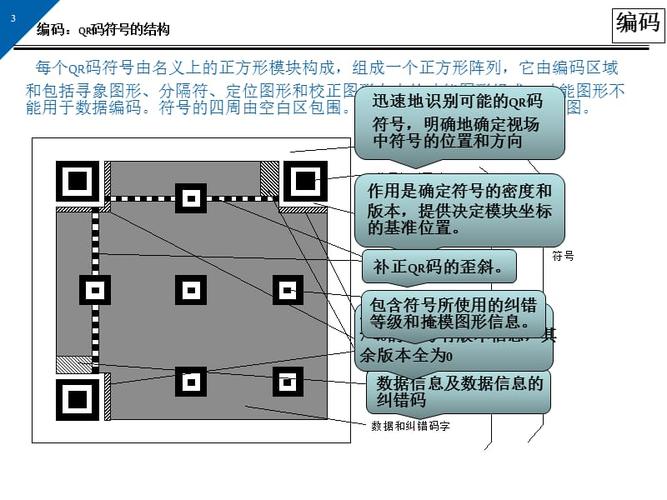 3
编码：QR码符号的结构
编码
每个QR码符号由名义上的正方形模块构成，组成一个正方形阵列，它由编码区域
和包括寻象图形、分隔符、定位图形和校正图形
能图形不
能用于数据编码。符号的四周由空白区包围。
图。
迅速地识别可能的QR码
符号，明确地确定视场
中符号的位置和方向
作用是确定符号的密度和
版本，提供决定模块坐标
的基准位置。
符号
补正QR码的歪斜。
包含符号所使用的纠错
等级和掩模图形信息。
其
余版本全为0
数据信息及数据信息的
纠错码
数据和纠错码字